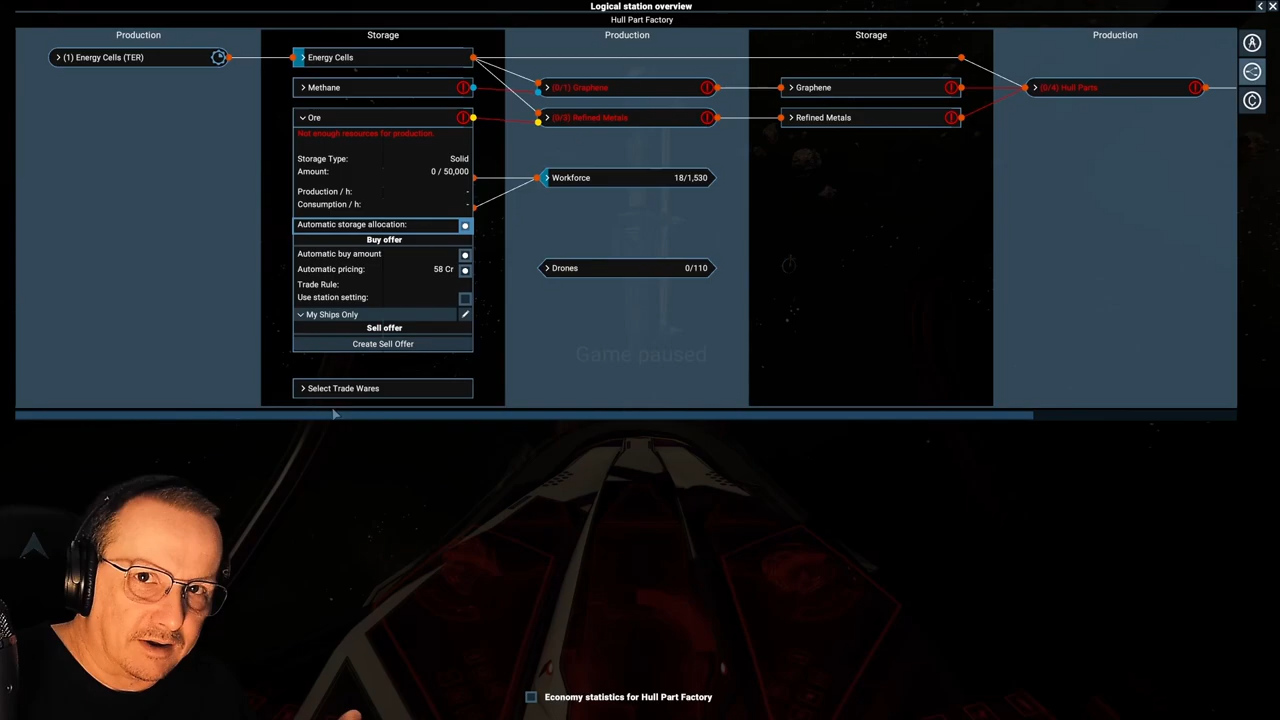 Logical station overview
Hull Part Factory
Production
Storage
Production
Storage
Production
(1) Energy Cells (TER)
Energy Cells
Methane
(0/1) Graphene
Graphene
(0/4) Hull Parts
Ore
(0/3) Refined Metals
Refined Metals
Not enough resources for production.
Storage Type: Solid
Amount: 0 / 50,000
Production / h: -
Consumption / h: -
Workforce 18/1,530
Automatic storage allocation:
Buy offer
Automatic buy amount
Automatic pricing: 58 Cr
Drones 0/110
Trade Rule:
Use station setting:
My Ships Only
Sell offer
Create Sell Offer
Game paused
Select Trade Wares
Economy statistics for Hull Part Factory
A
C